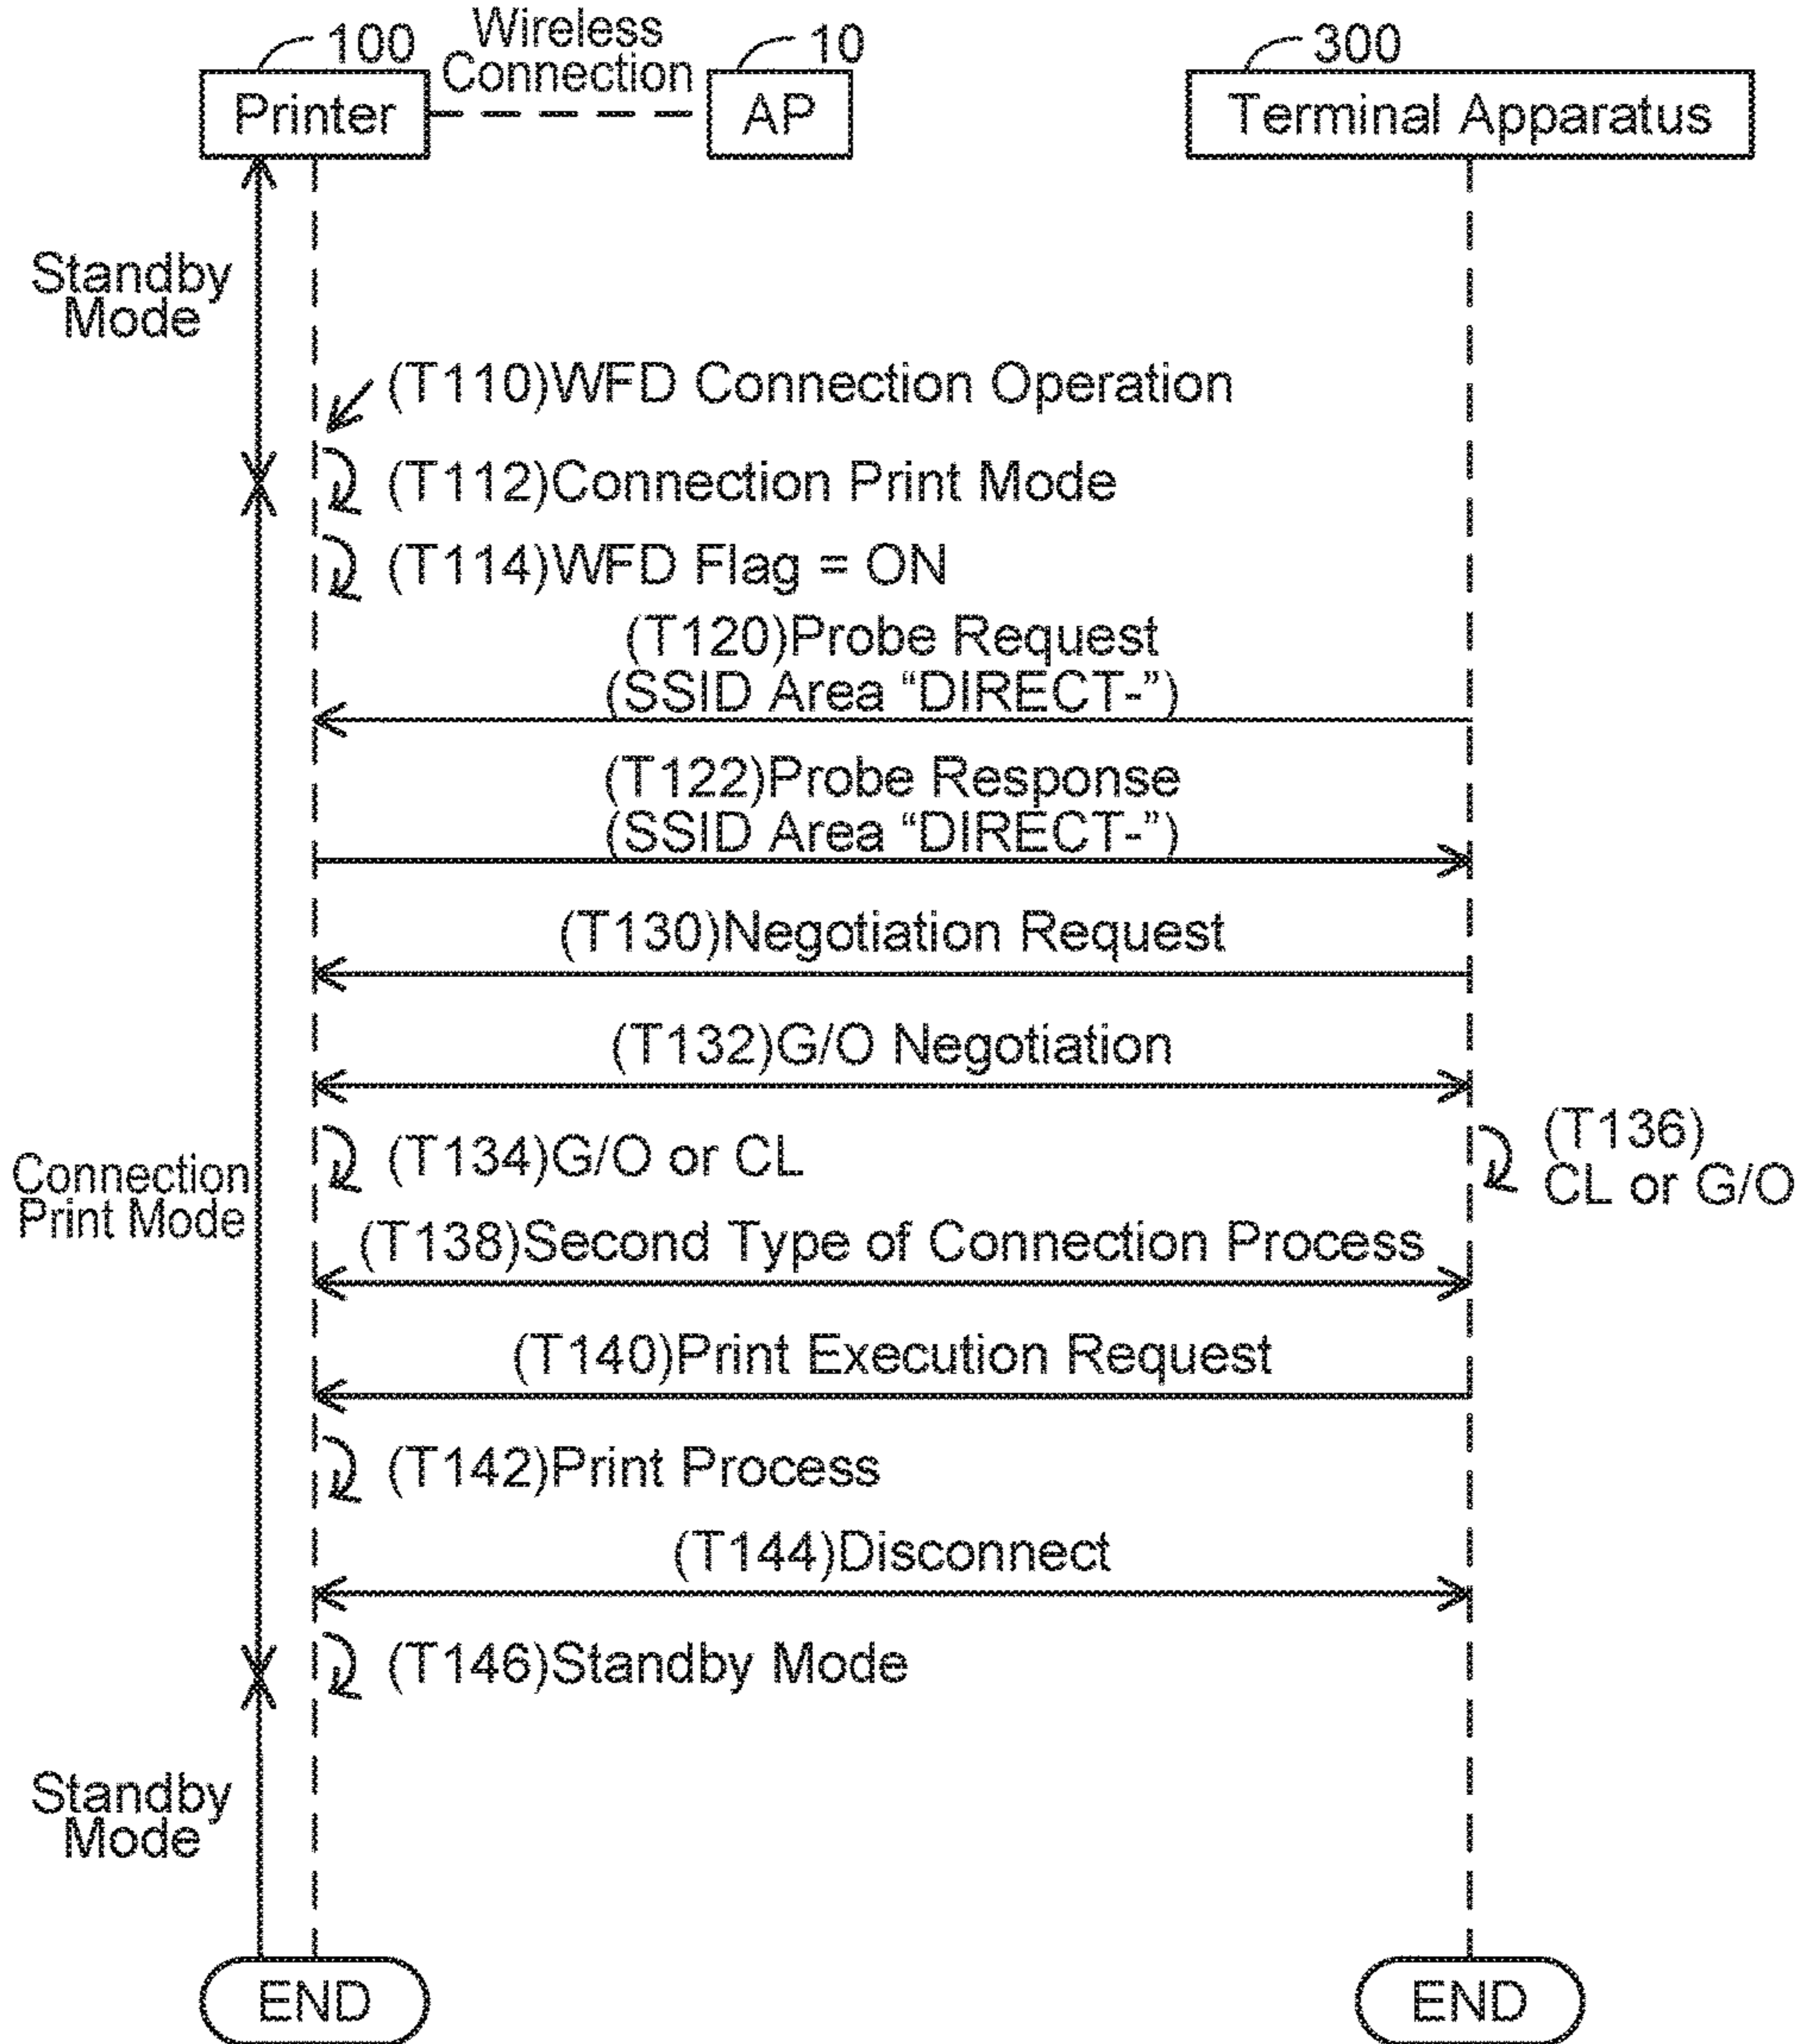 100
Wireless
Connection
10
300
Printer
AP
Terminal Apparatus
Standby
Mode
(T110)WFD Connection Operation
(T112)Connection Print Mode
(T114)WFD Flag = ON
(T120)Probe Request
(SSID Area “DIRECT-”)
(T122)Probe Response
(SSID Area “DIRECT-”)
(T130)Negotiation Request
(T132)G/O Negotiation
(T134)G/O or CL
(T136)
CL or G/O
Connection
Print Mode
(T138)Second Type of Connection Process
(T140)Print Execution Request
(T142)Print Process
(T144)Disconnect
(T146)Standby Mode
Standby
Mode
END
END